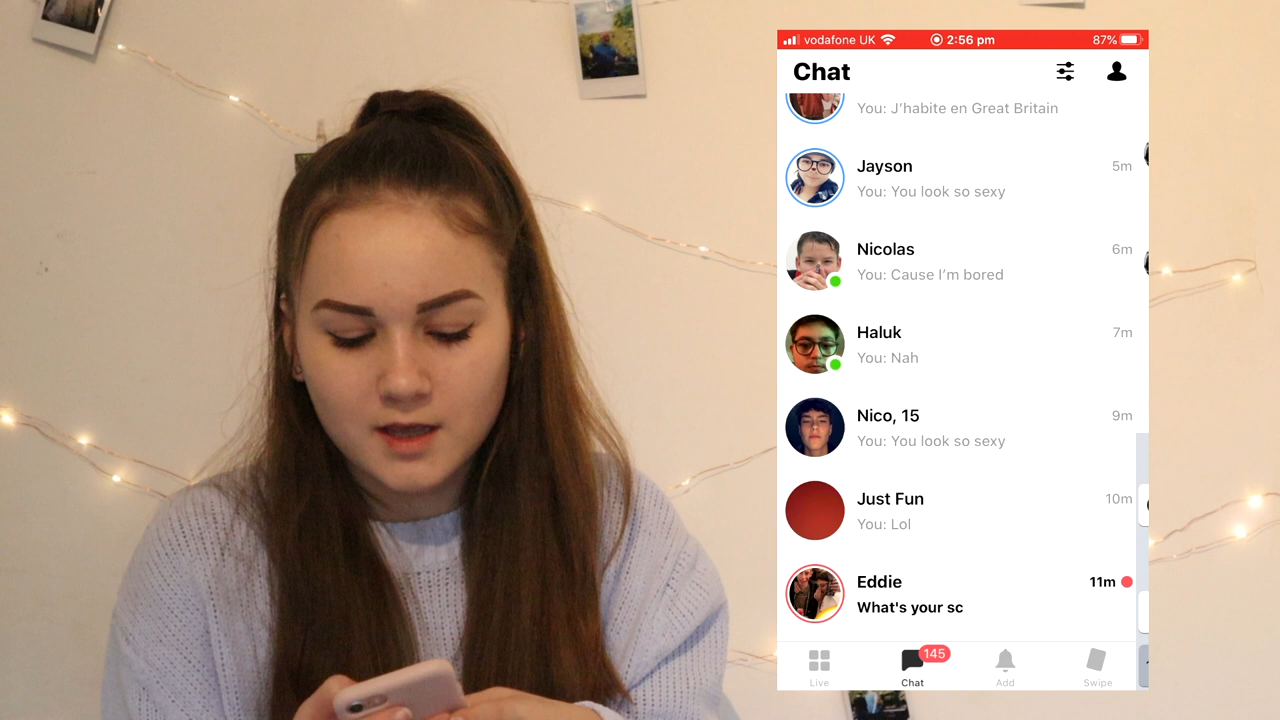 vodafone UK 2:56 pm 87%
Chat
You: J'habite en Great Britain
Jayson 5m
You: You look so sexy
Nicolas 6m
You: Cause I'm bored
Haluk 7m
You: Nah
Nico, 15 9m
You: You look so sexy
Just Fun 10m
You: Lol
Eddie 11m
What's your sc
145
Live Chat Add Swipe